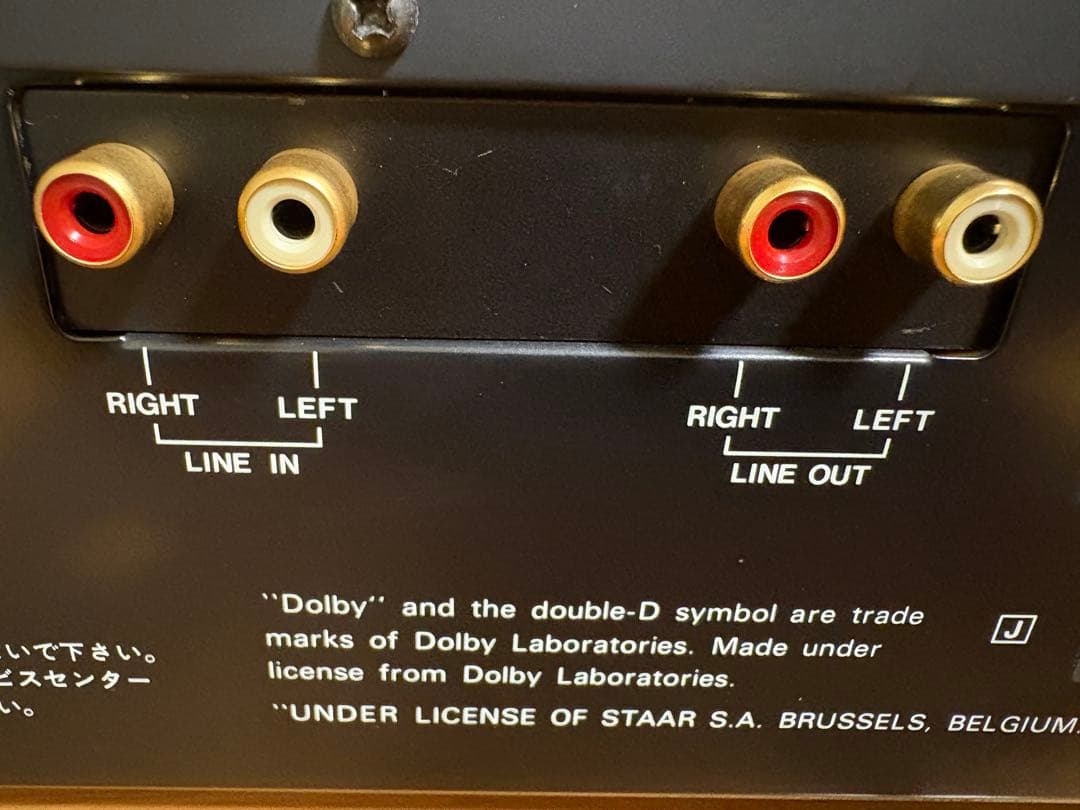 RIGHT LEFT
LINE IN
RIGHT LEFT
LINE OUT
いで下さい。
ビスセンター
い。
"Dolby" and the double-D symbol are trade
marks of Dolby Laboratories. Made under
license from Dolby Laboratories.
"UNDER LICENSE OF STAAR S.A. BRUSSELS, BELGIUM.
J